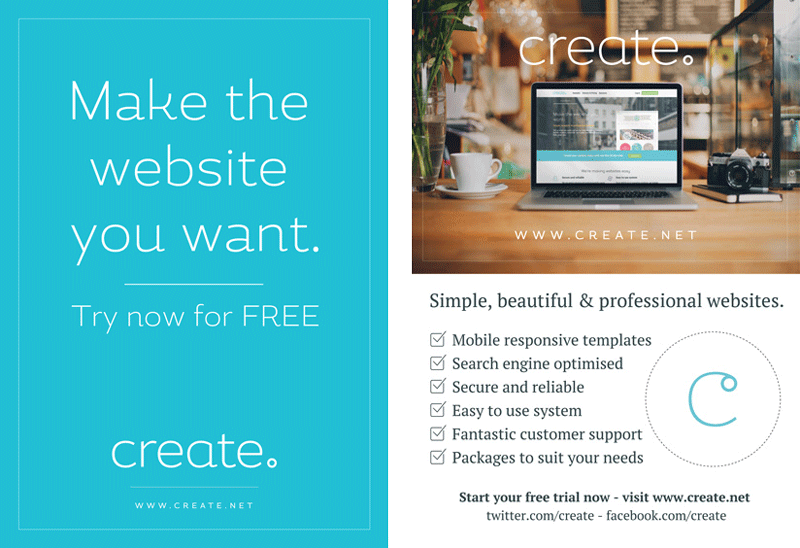 Make the
website
you want.
Try now for FREE
create.
WWW.CREATE.NET
create.
WWW.CREATE.NET
Simple, beautiful & professional websites.
Mobile responsive templates
Search engine optimised
Secure and reliable
Easy to use system
Fantastic customer support
Packages to suit your needs
C
Start your free trial now - visit www.create.net
twitter.com/create - facebook.com/create